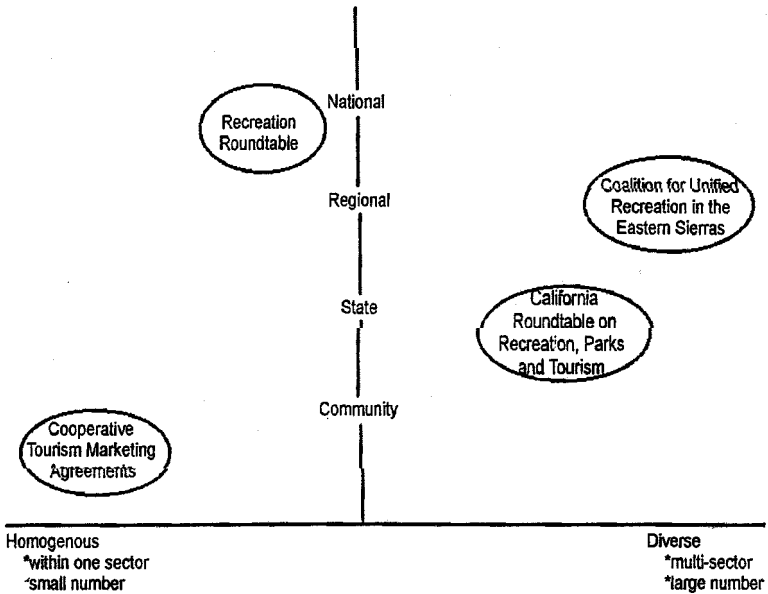 National
Recreation
Roundtable
Regional
Coalition for Unified
Recreation in the
Eastern Sierras
State
California
Roundtable on
Recreation, Parks
and Tourism
Community
Cooperative
Tourism Marketing
Agreements
Homogenous
*within one sector
*small number
Diverse
*multi-sector
*large number